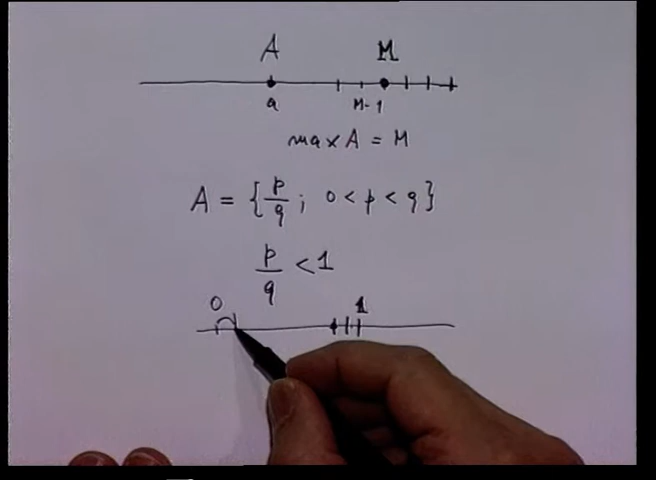 A M
a M-1
max A = M
A = { p/q ; 0 < p < q }
p/q < 1
0 1